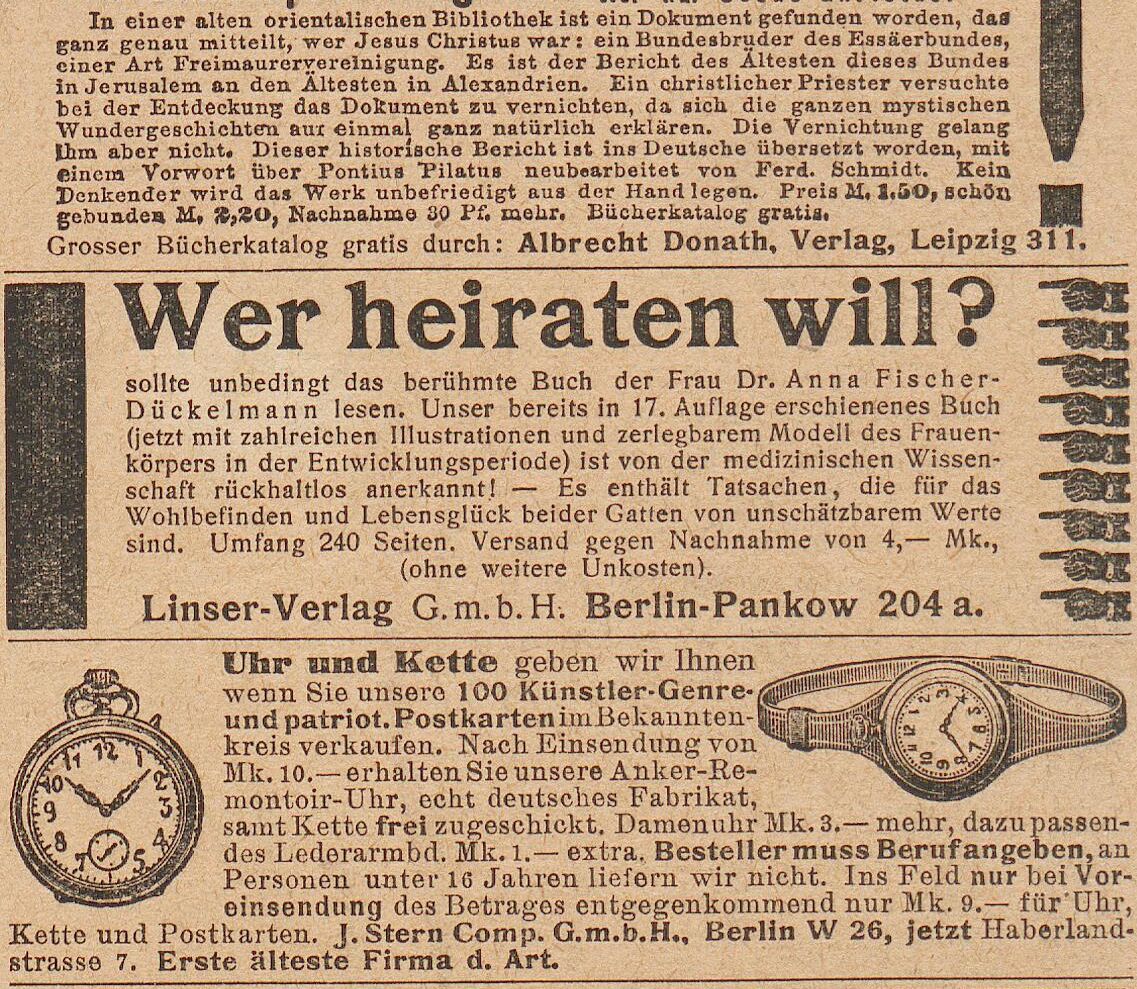 In einer alten orientalischen Bibliothek ist ein Dokument gefunden worden, das
ganz genau mitteilt, wer Jesus Christus war: ein Bundesbruder des Essäerbundes,
einer Art Freimaurervereinigung. Es ist der Bericht des Ältesten dieses Bundes
in Jerusalem an den Ältesten in Alexandrien. Ein christlicher Priester versuchte
bei der Entdeckung das Dokument zu vernichten, da sich die ganzen mystischen
Wundergeschichten auf einmal ganz natürlich erklären. Die Vernichtung gelang
ihm aber nicht. Dieser historische Bericht ist ins Deutsche übersetzt worden, mit
einem Vorwort über Pontius Pilatus neubearbeitet von Ferd. Schmidt. Kein
Denkender wird das Werk unbefriedigt aus der Hand legen. Preis M. 1.50, schön
gebunden M. 2,20, Nachnahme 30 Pf. mehr. Bücherkatalog gratis.
Grosser Bücherkatalog gratis durch: Albrecht Donath, Verlag, Leipzig 311.
Wer heiraten will?
sollte unbedingt das berühmte Buch der Frau Dr. Anna Fischer-
Dückelmann lesen. Unser bereits in 17. Auflage erschienenes Buch
(jetzt mit zahlreichen Illustrationen und zerlegbarem Modell des Frauen-
körpers in der Entwicklungsperiode) ist von der medizinischen Wissen-
schaft rückhaltlos anerkannt! — Es enthält Tatsachen, die für das
Wohlbefinden und Lebensglück beider Gatten von unschätzbarem Werte
sind. Umfang 240 Seiten. Versand gegen Nachnahme von 4,— Mk.,
(ohne weitere Unkosten).
Linser-Verlag G.m.b.H. Berlin-Pankow 204 a.
Uhr und Kette geben wir Ihnen
wenn Sie unsere 100 Künstler-Genre-
und patriot. Postkarten im Bekannten-
kreis verkaufen. Nach Einsendung von
Mk. 10.— erhalten Sie unsere Anker-Re-
montoir-Uhr, echt deutsches Fabrikat,
samt Kette frei zugeschickt. Damenuhr Mk. 3.— mehr, dazu passen-
des Lederarmbd. Mk. 1.— extra. Besteller muss Beruf angeben, an
Personen unter 16 Jahren liefern wir nicht. Ins Feld nur bei Vor-
einsendung des Betrages entgegenkommend nur Mk. 9.— für Uhr,
Kette und Postkarten. J. Stern Comp. G.m.b.H., Berlin W 26, jetzt Haberland-
strasse 7. Erste älteste Firma d. Art.